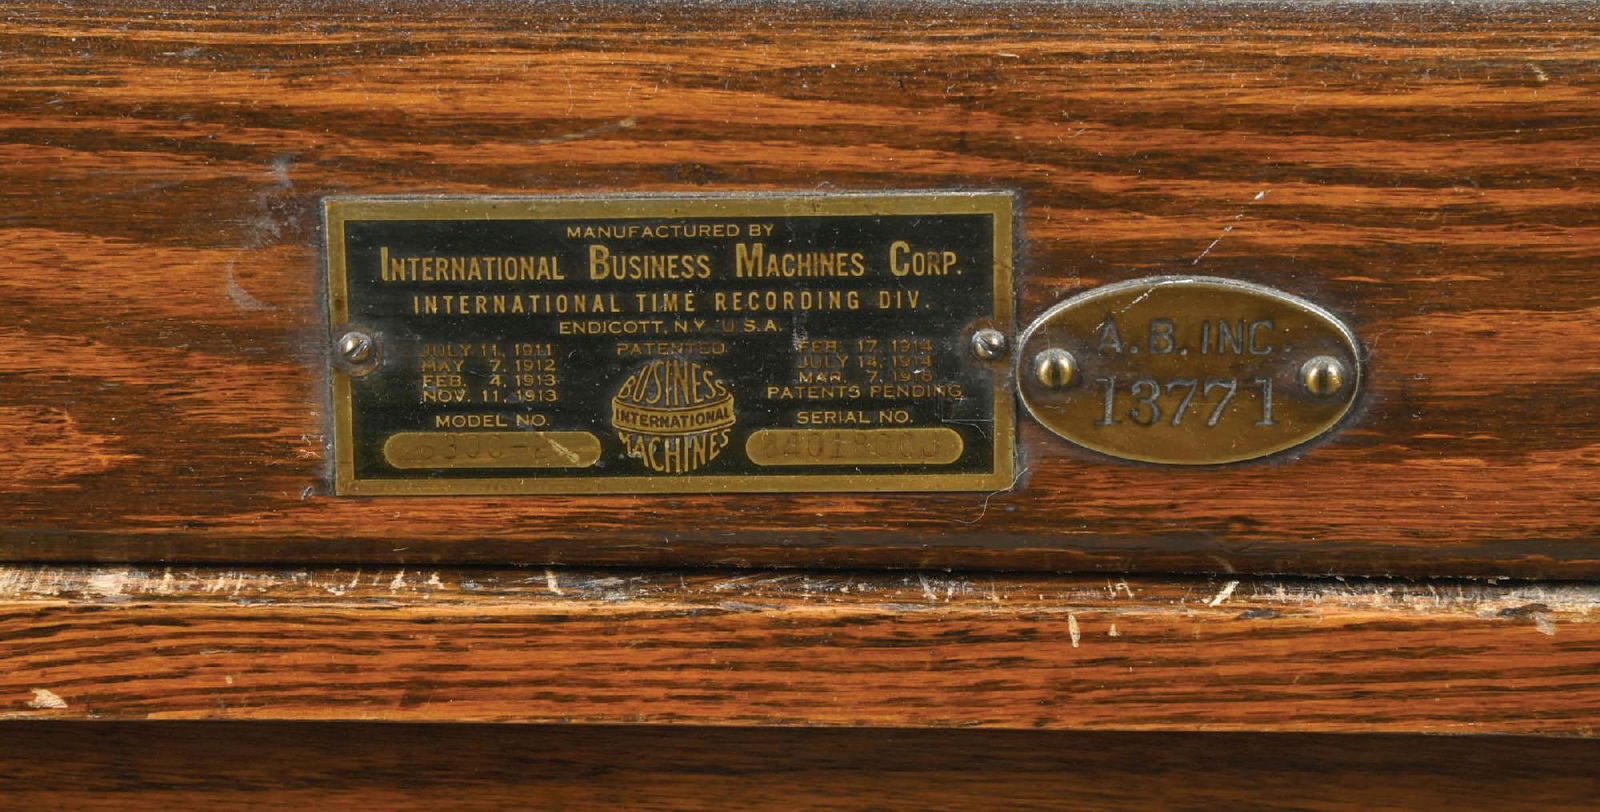 MANUFACTURED BY
INTERNATIONAL BUSINESS MACHINES CORP.
INTERNATIONAL TIME RECORDING DIV.
ENDICOTT, N.Y. U.S.A.
PATENTED
JULY 11, 1911
MAY 7, 1912
FEB. 4, 1913
NOV. 11, 1913
FEB. 17, 1914
JULY 14, 1914
MAR. 7,
PATENTS PENDING
BUSINESS
INTERNATIONAL
MACHINES
MODEL NO.
SERIAL NO.
A.B. INC.
13771